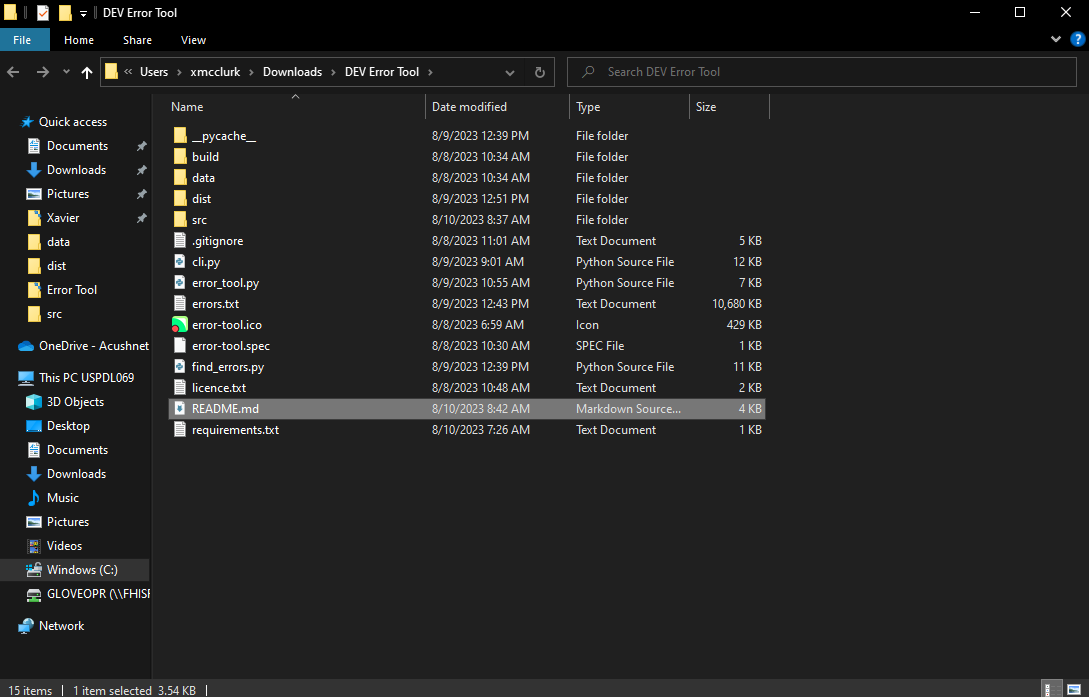 DEV Error Tool
File Home Share View
« Users › xmcclurk › Downloads › DEV Error Tool › Search DEV Error Tool
Name Date modified Type Size
Quick access
Documents
Downloads
Pictures
Xavier
data
dist
Error Tool
src
OneDrive - Acushnet
This PC USPDL069
3D Objects
Desktop
Documents
Downloads
Music
Pictures
Videos
Windows (C:)
GLOVEOPR (\\FHISF
Network
__pycache__ 8/9/2023 12:39 PM File folder
build 8/8/2023 10:34 AM File folder
data 8/8/2023 10:34 AM File folder
dist 8/9/2023 12:51 PM File folder
src 8/10/2023 8:37 AM File folder
.gitignore 8/8/2023 11:01 AM Text Document 5 KB
cli.py 8/9/2023 9:01 AM Python Source File 12 KB
error_tool.py 8/9/2023 10:55 AM Python Source File 7 KB
errors.txt 8/9/2023 12:43 PM Text Document 10,680 KB
error-tool.ico 8/8/2023 6:59 AM Icon 429 KB
error-tool.spec 8/8/2023 10:30 AM SPEC File 1 KB
find_errors.py 8/9/2023 12:39 PM Python Source File 11 KB
licence.txt 8/8/2023 10:48 AM Text Document 2 KB
README.md 8/10/2023 8:42 AM Markdown Source... 4 KB
requirements.txt 8/10/2023 7:26 AM Text Document 1 KB
15 items 1 item selected 3.54 KB